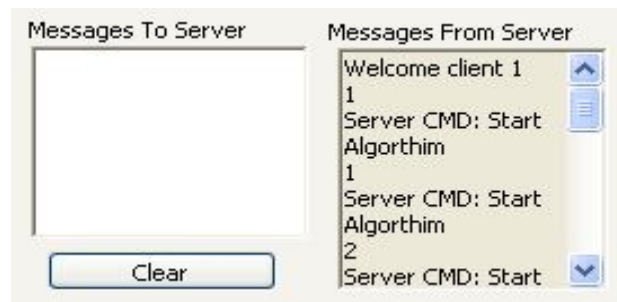 Messages To Server
Clear
Messages From Server
Welcome client 1
1
Server CMD: Start
Algorthim
1
Server CMD: Start
Algorthim
2
Server CMD: Start